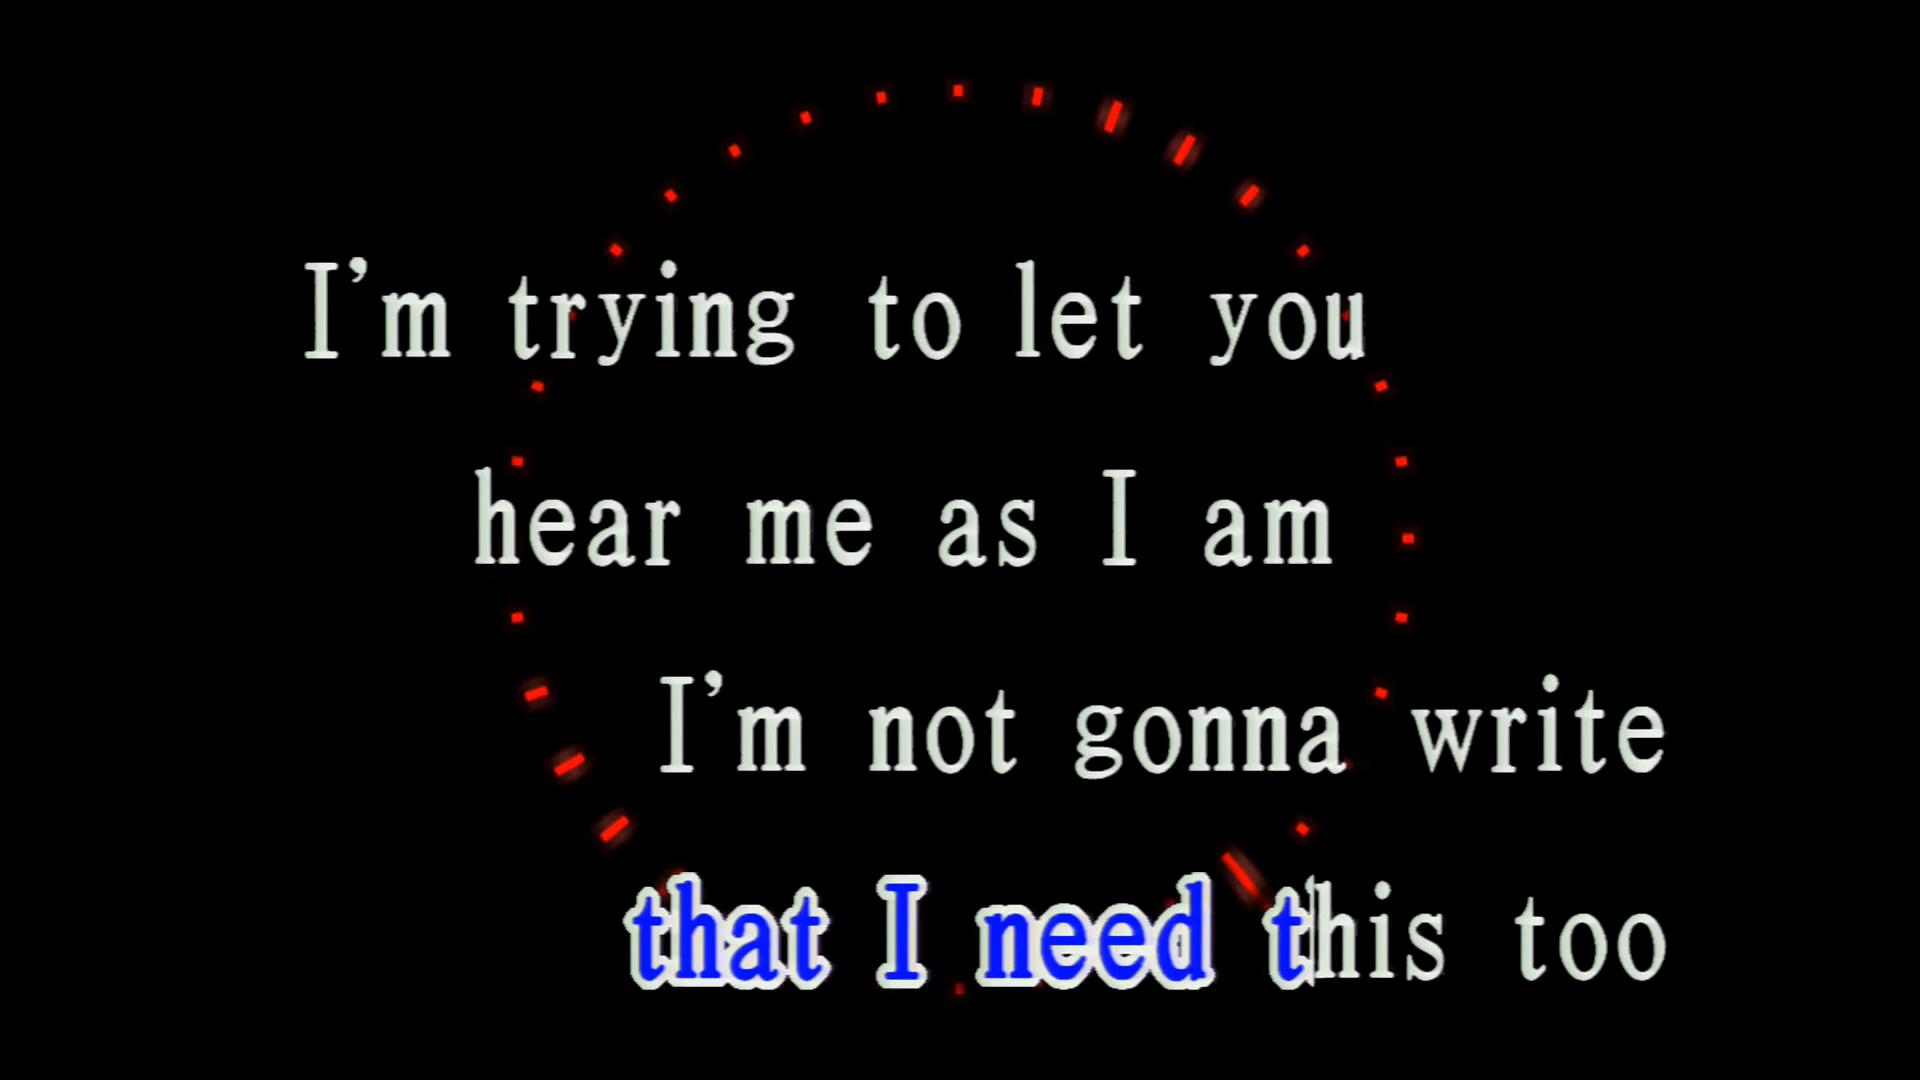 I'm trying to let you
hear me as I am
I'm not gonna write
that I need this too